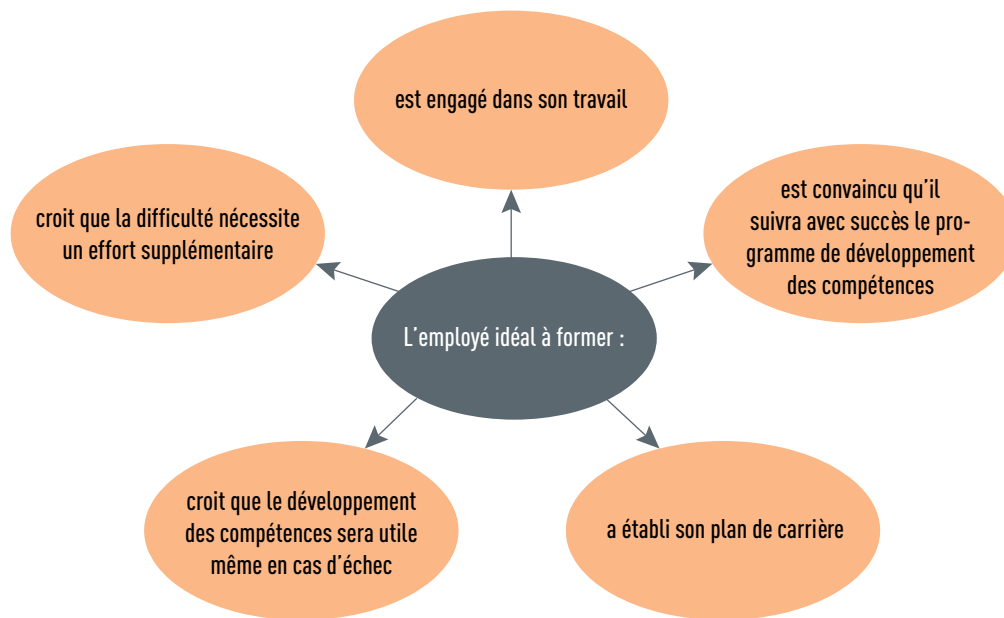 est engagé dans son travail
croit que la difficulté nécessite
un effort supplémentaire
est convaincu qu'il
suivra avec succès le pro-
gramme de développement
des compétences
L'employé idéal à former :
croit que le développement
des compétences sera utile
même en cas d'échec
a établi son plan de carrière